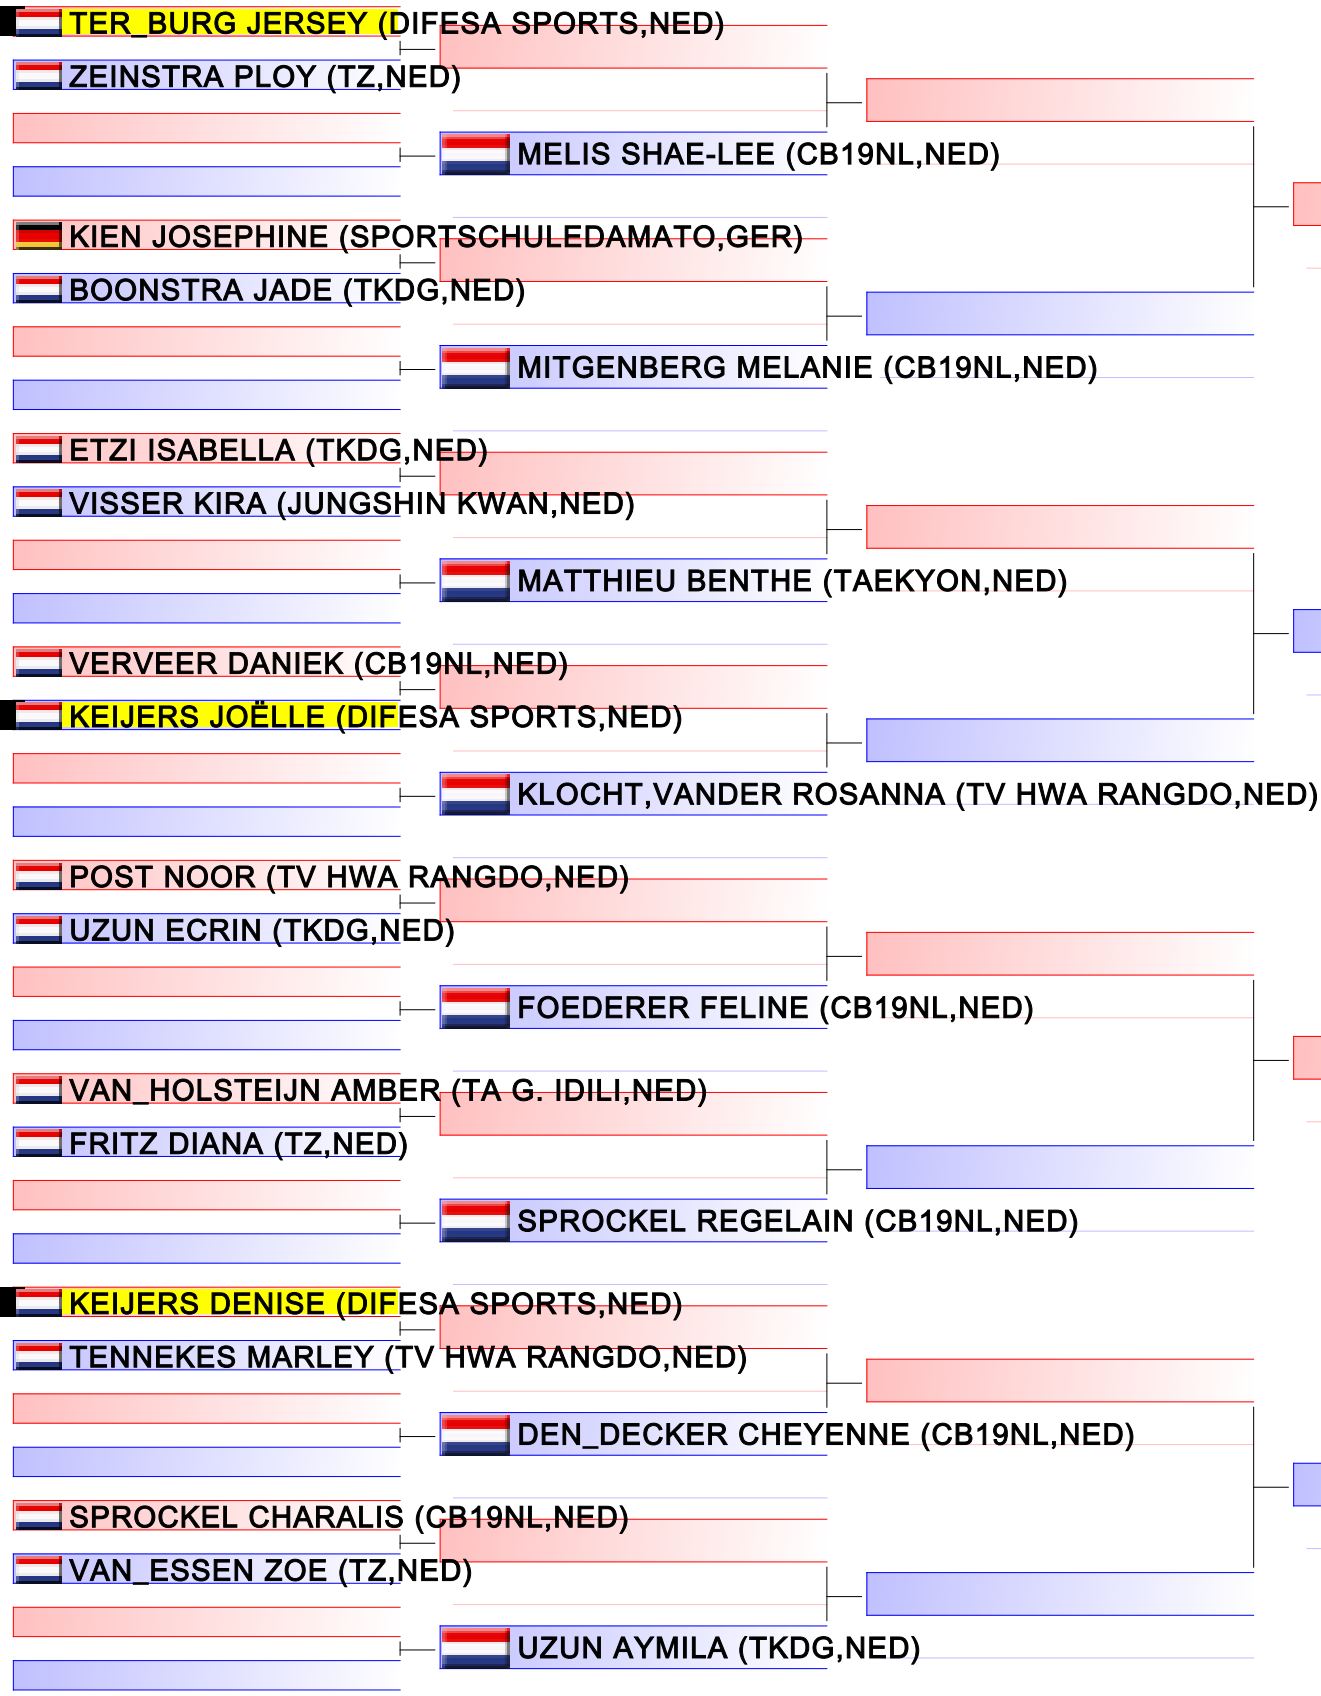 TER_BURG JERSEY (DIFESA SPORTS,NED)
ZEINSTRA PLOY (TZ,NED)
MELIS SHAE-LEE (CB19NL,NED)
KIEN JOSEPHINE (SPORTSCHULEDAMATO,GER)
BOONSTRA JADE (TKDG,NED)
MITGENBERG MELANIE (CB19NL,NED)
ETZI ISABELLA (TKDG,NED)
VISSER KIRA (JUNGSHIN KWAN,NED)
MATTHIEU BENTHE (TAEKYON,NED)
VERVEER DANIEK (CB19NL,NED)
KEIJERS JOËLLE (DIFESA SPORTS,NED)
KLOCHT,VANDER ROSANNA (TV HWA RANGDO,NED)
POST NOOR (TV HWA RANGDO,NED)
UZUN ECRIN (TKDG,NED)
FOEDERER FELINE (CB19NL,NED)
VAN_HOLSTEIJN AMBER (TA G. IDILI,NED)
FRITZ DIANA (TZ,NED)
SPROCKEL REGELAIN (CB19NL,NED)
KEIJERS DENISE (DIFESA SPORTS,NED)
TENNEKES MARLEY (TV HWA RANGDO,NED)
DEN_DECKER CHEYENNE (CB19NL,NED)
SPROCKEL CHARALIS (CB19NL,NED)
VAN_ESSEN ZOE (TZ,NED)
UZUN AYMILA (TKDG,NED)